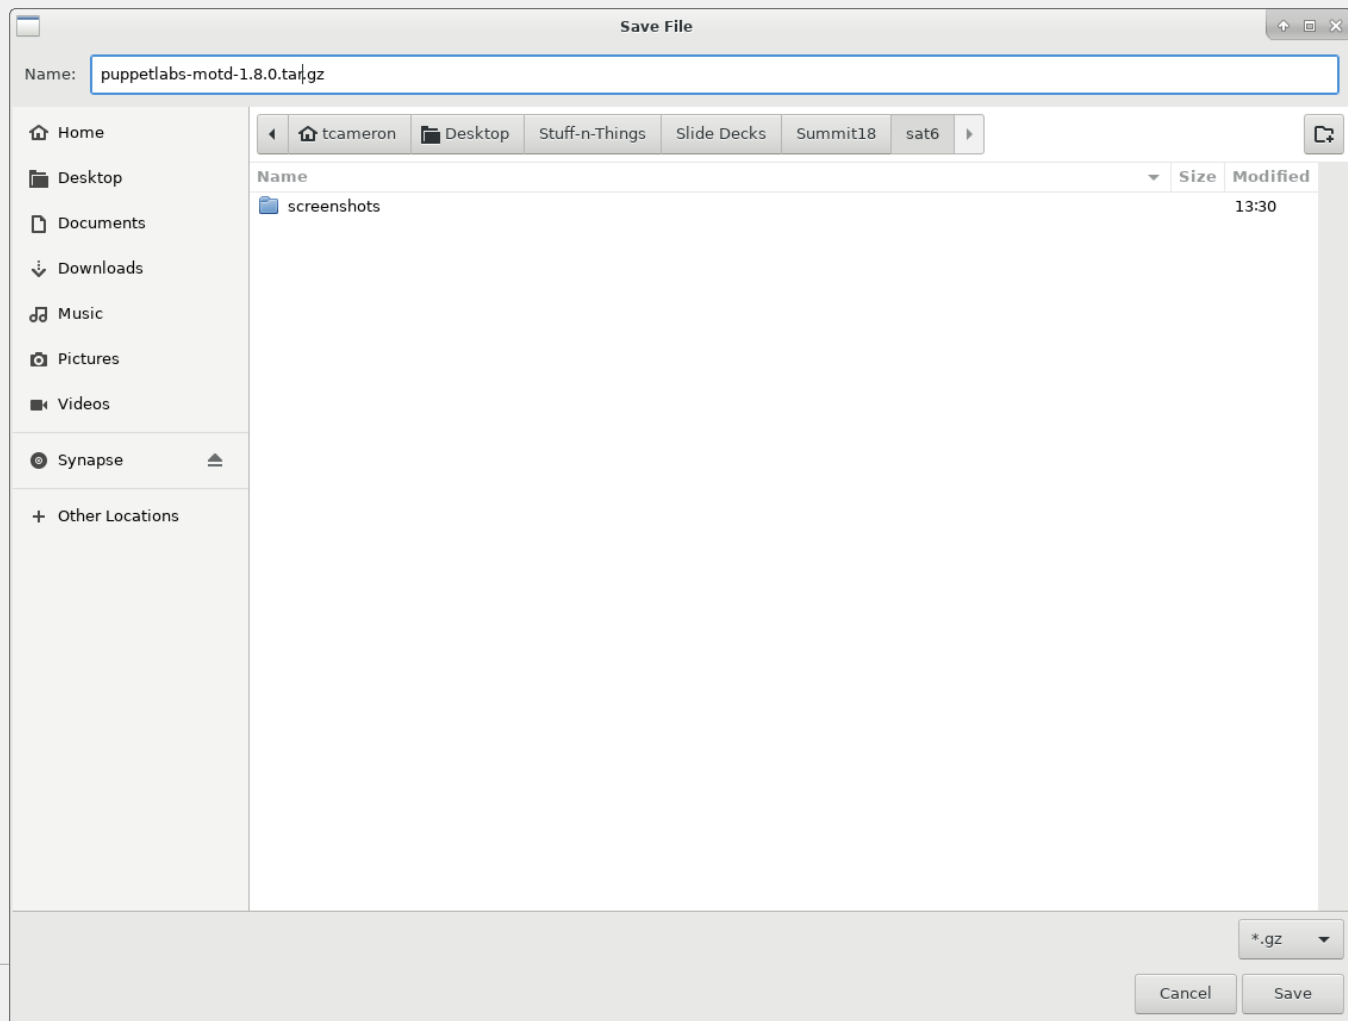 Save File
Name: puppetlabs-motd-1.8.0.tar.gz
Home
Desktop
Documents
Downloads
Music
Pictures
Videos
Synapse
Other Locations
tcameron Desktop Stuff-n-Things Slide Decks Summit18 sat6
Name Size Modified
screenshots 13:30
*.gz
Cancel Save